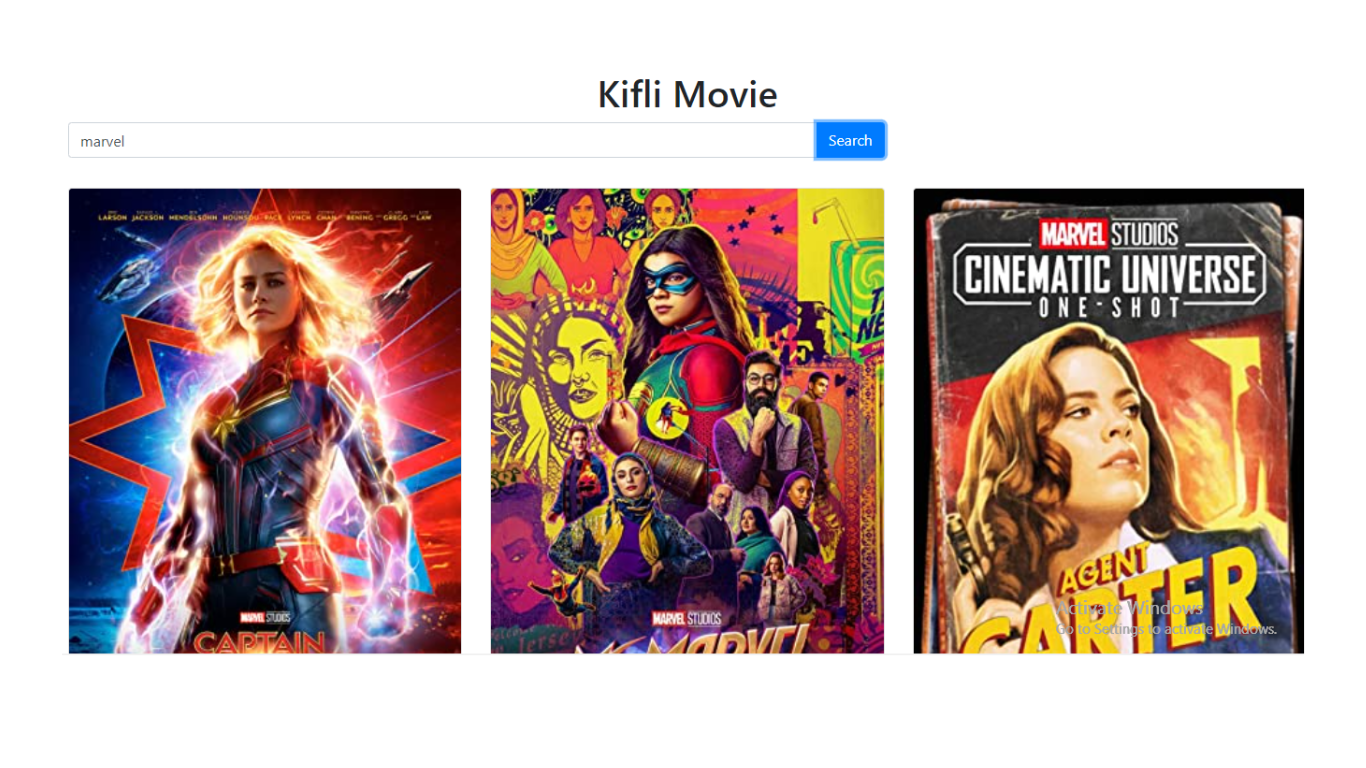 Kifli Movie
marvel
Search
LARSON JACKSON MENDELSOHN HOUNSOU PACE LYNCH CHAN BENING GREGG LAW
MARVEL STUDIOS
CAPTAIN
MARVEL STUDIOS
MS. MARVEL
MARVEL STUDIOS
CINEMATIC UNIVERSE
ONE-SHOT
AGENT
CARTER
Activate Windows
Go to Settings to activate Windows.